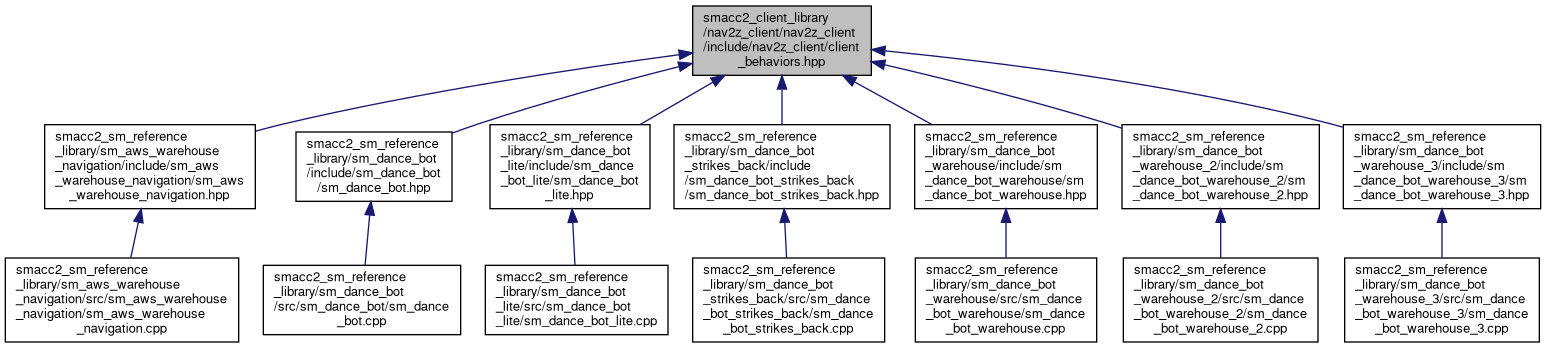 smacc2_client_library
/nav2z_client/nav2z_client
/include/nav2z_client/client
_behaviors.hpp
smacc2_sm_reference
_library/sm_aws_warehouse
_navigation/include/sm_aws
_warehouse_navigation/sm_aws
_warehouse_navigation.hpp
smacc2_sm_reference
_library/sm_dance_bot
/include/sm_dance_bot
/sm_dance_bot.hpp
smacc2_sm_reference
_library/sm_dance_bot
_lite/include/sm_dance
_bot_lite/sm_dance_bot
_lite.hpp
smacc2_sm_reference
_library/sm_dance_bot
_strikes_back/include
/sm_dance_bot_strikes_back
/sm_dance_bot_strikes_back.hpp
smacc2_sm_reference
_library/sm_dance_bot
_warehouse/include/sm
_dance_bot_warehouse/sm
_dance_bot_warehouse.hpp
smacc2_sm_reference
_library/sm_dance_bot
_warehouse_2/include/sm
_dance_bot_warehouse_2/sm
_dance_bot_warehouse_2.hpp
smacc2_sm_reference
_library/sm_dance_bot
_warehouse_3/include/sm
_dance_bot_warehouse_3/sm
_dance_bot_warehouse_3.hpp
smacc2_sm_reference
_library/sm_aws_warehouse
_navigation/src/sm_aws_warehouse
_navigation/sm_aws_warehouse
_navigation.cpp
smacc2_sm_reference
_library/sm_dance_bot
/src/sm_dance_bot/sm_dance
_bot.cpp
smacc2_sm_reference
_library/sm_dance_bot
_lite/src/sm_dance_bot
_lite/sm_dance_bot_lite.cpp
smacc2_sm_reference
_library/sm_dance_bot
_strikes_back/src/sm_dance
_bot_strikes_back/sm_dance
_bot_strikes_back.cpp
smacc2_sm_reference
_library/sm_dance_bot
_warehouse/src/sm_dance
_bot_warehouse/sm_dance
_bot_warehouse.cpp
smacc2_sm_reference
_library/sm_dance_bot
_warehouse_2/src/sm_dance
_bot_warehouse_2/sm_dance
_bot_warehouse_2.cpp
smacc2_sm_reference
_library/sm_dance_bot
_warehouse_3/src/sm_dance
_bot_warehouse_3/sm_dance
_bot_warehouse_3.cpp